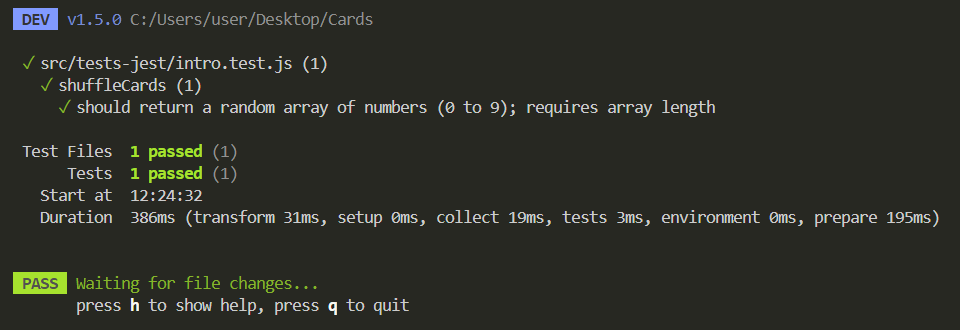 DEV v1.5.0 C:/Users/user/Desktop/Cards
✓ src/tests-jest/intro.test.js (1)
✓ shuffleCards (1)
✓ should return a random array of numbers (0 to 9); requires array length
Test Files 1 passed (1)
Tests 1 passed (1)
Start at 12:24:32
Duration 386ms (transform 31ms, setup 0ms, collect 19ms, tests 3ms, environment 0ms, prepare 195ms)
PASS Waiting for file changes...
press h to show help, press q to quit